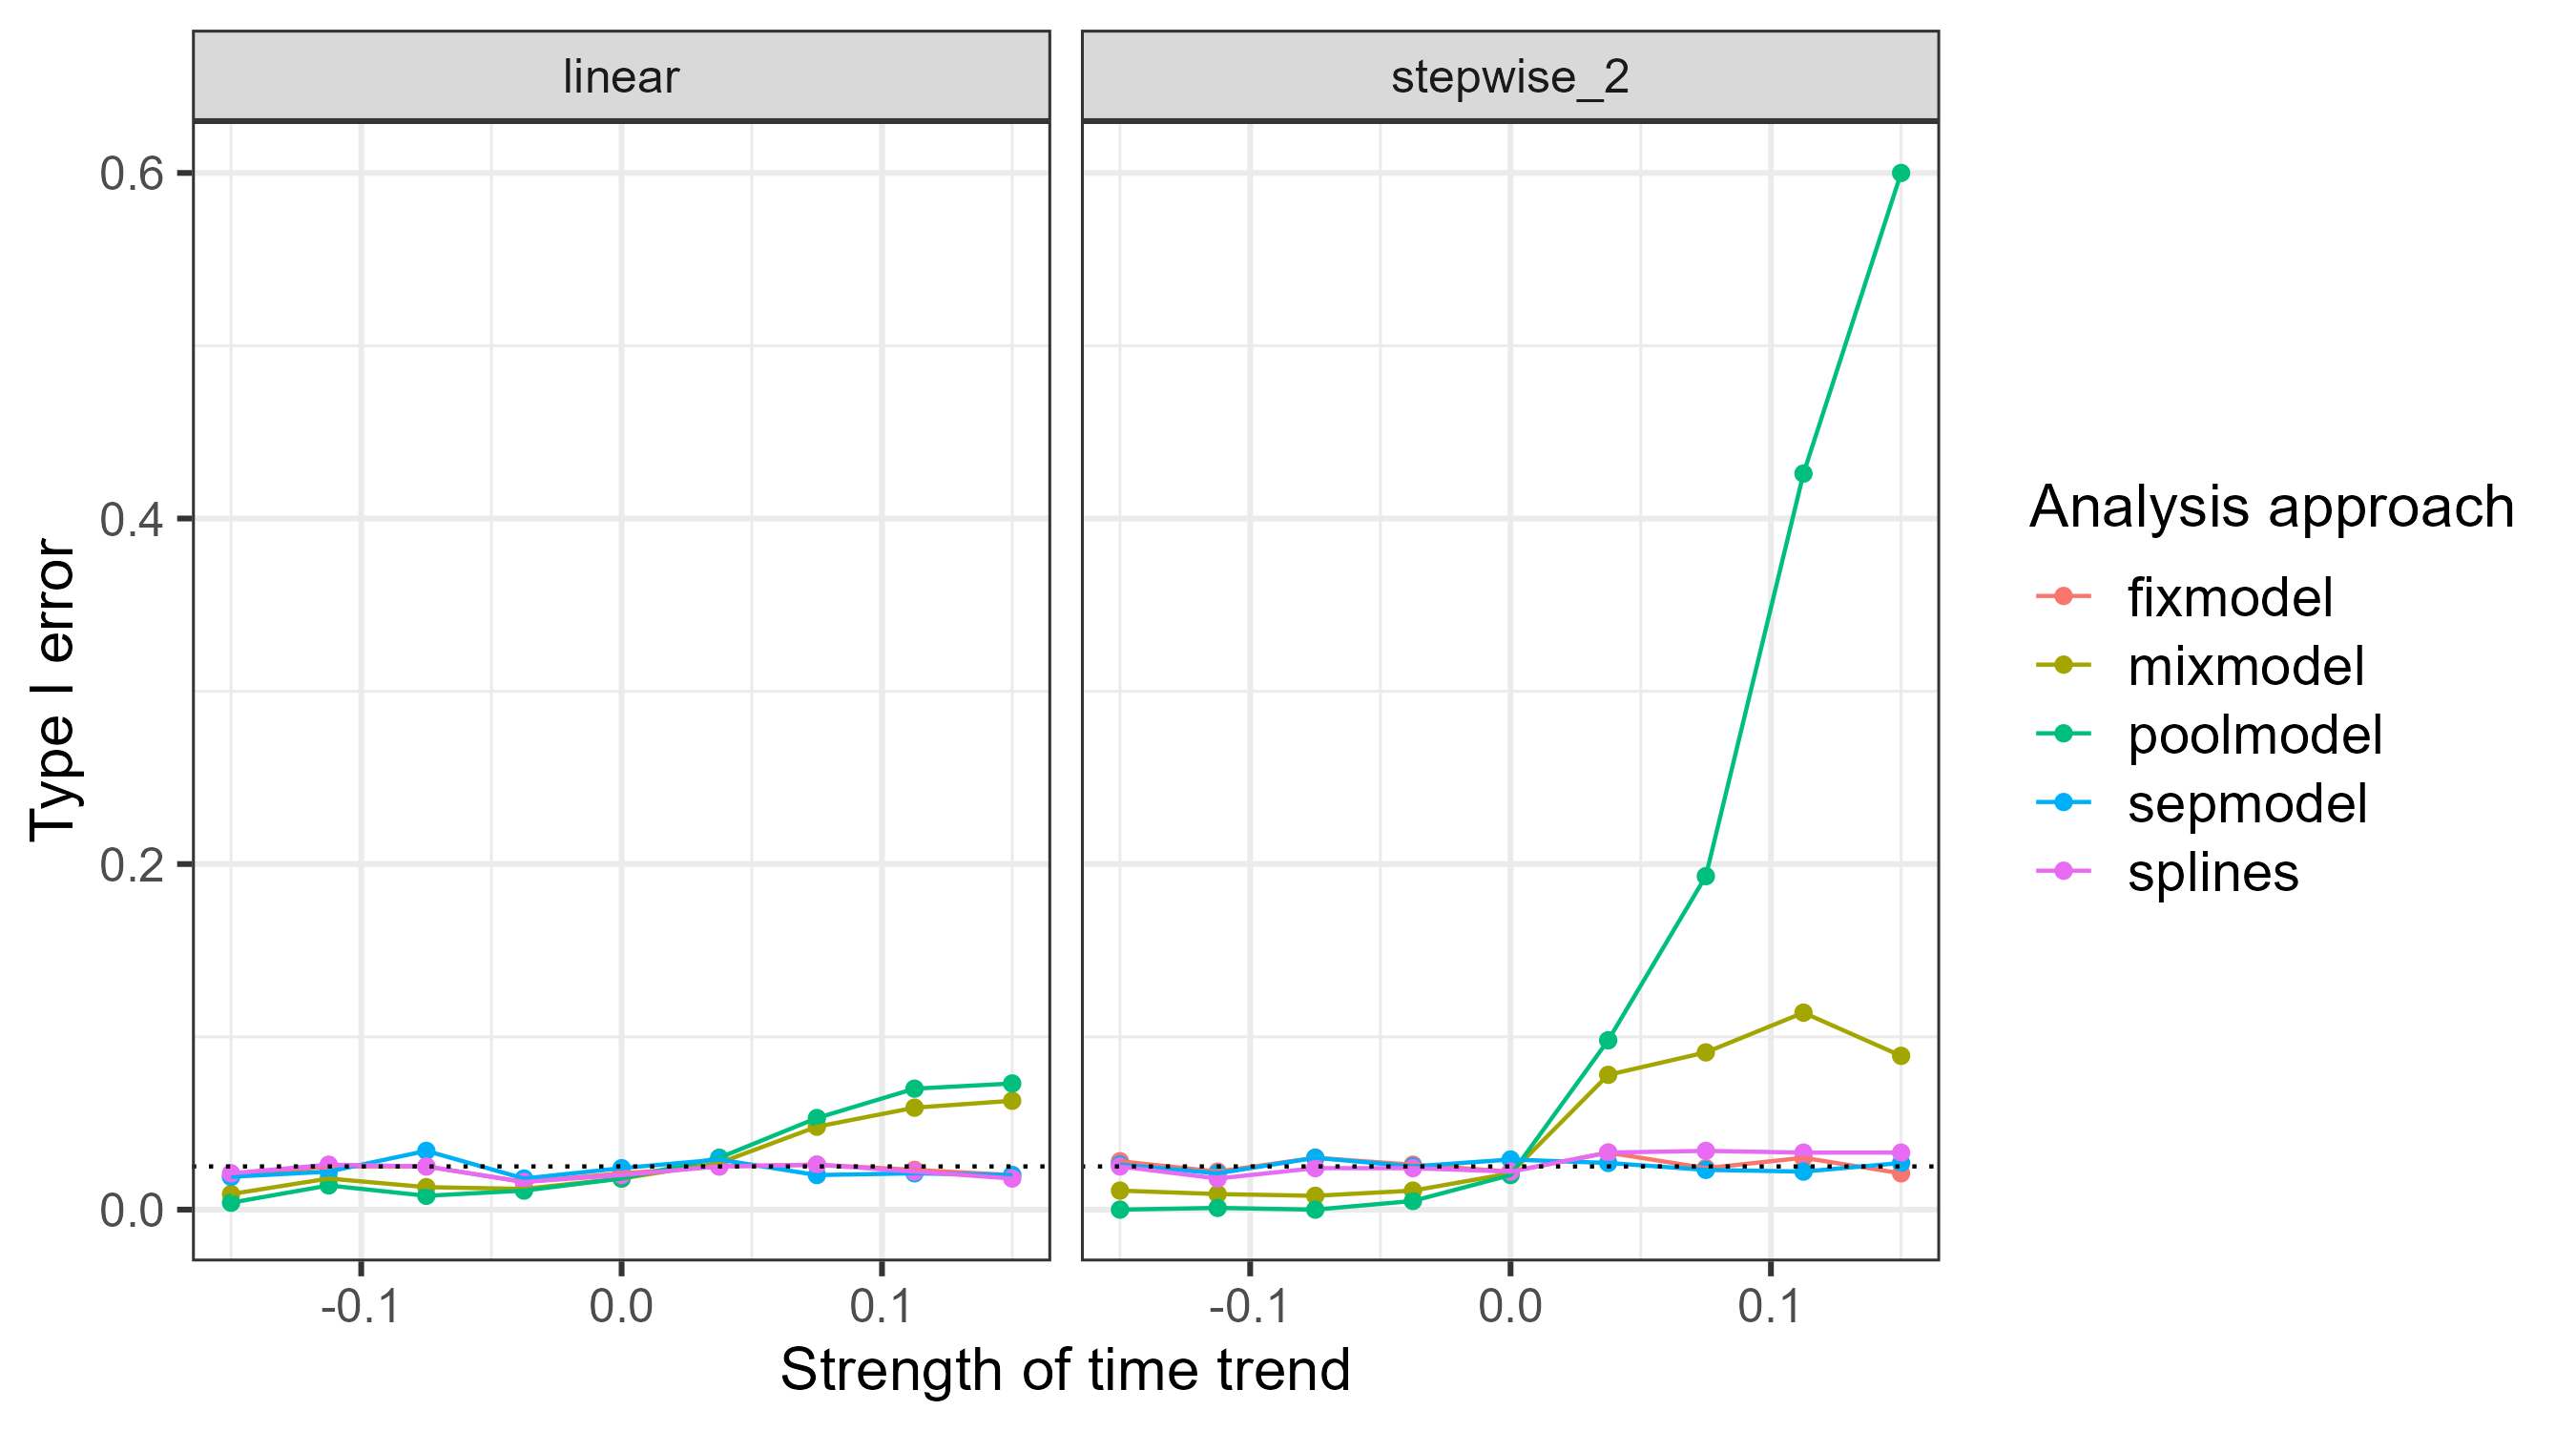 linear
stepwise_2
0.6
0.4
0.2
0.0
Type I error
-0.1 0.0 0.1
-0.1 0.0 0.1
Strength of time trend
Analysis approach
fixmodel
mixmodel
poolmodel
sepmodel
splines